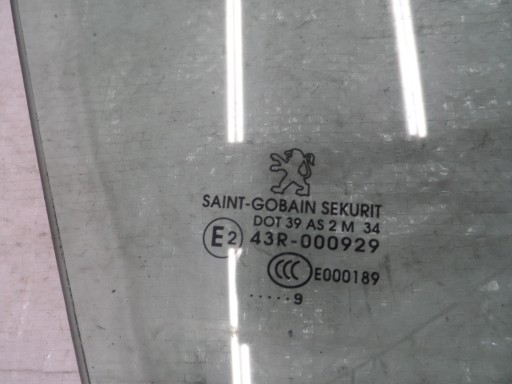 SAINT-GOBAIN SEKURIT
DOT 39 AS 2 M 34
E2 43R-000929
CCC E000189
.....9